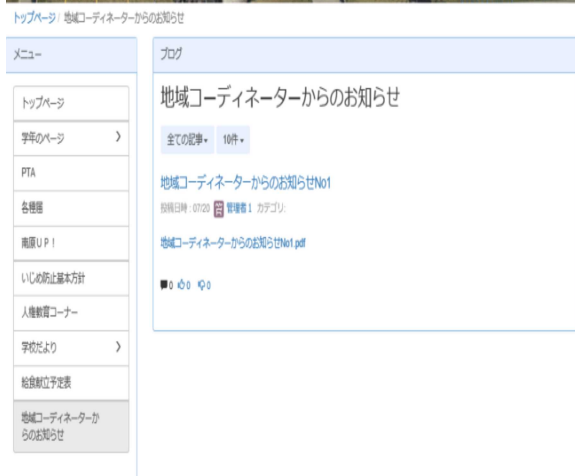 トップページ / 地域コーディネーターからのお知らせ
メニュー
トップページ
学年のページ
PTA
各種届
南原UP！
いじめ防止基本方針
人権教育コーナー
学校だより
給食献立予定表
地域コーディネーターか
らのお知らせ
ブログ
地域コーディネーターからのお知らせ
全ての記事 10件
地域コーディネーターからのお知らせNo1
投稿日時 : 07/20 管理者1 カテゴリ:
地域コーディネーターからのお知らせNo1.pdf
0 0 0